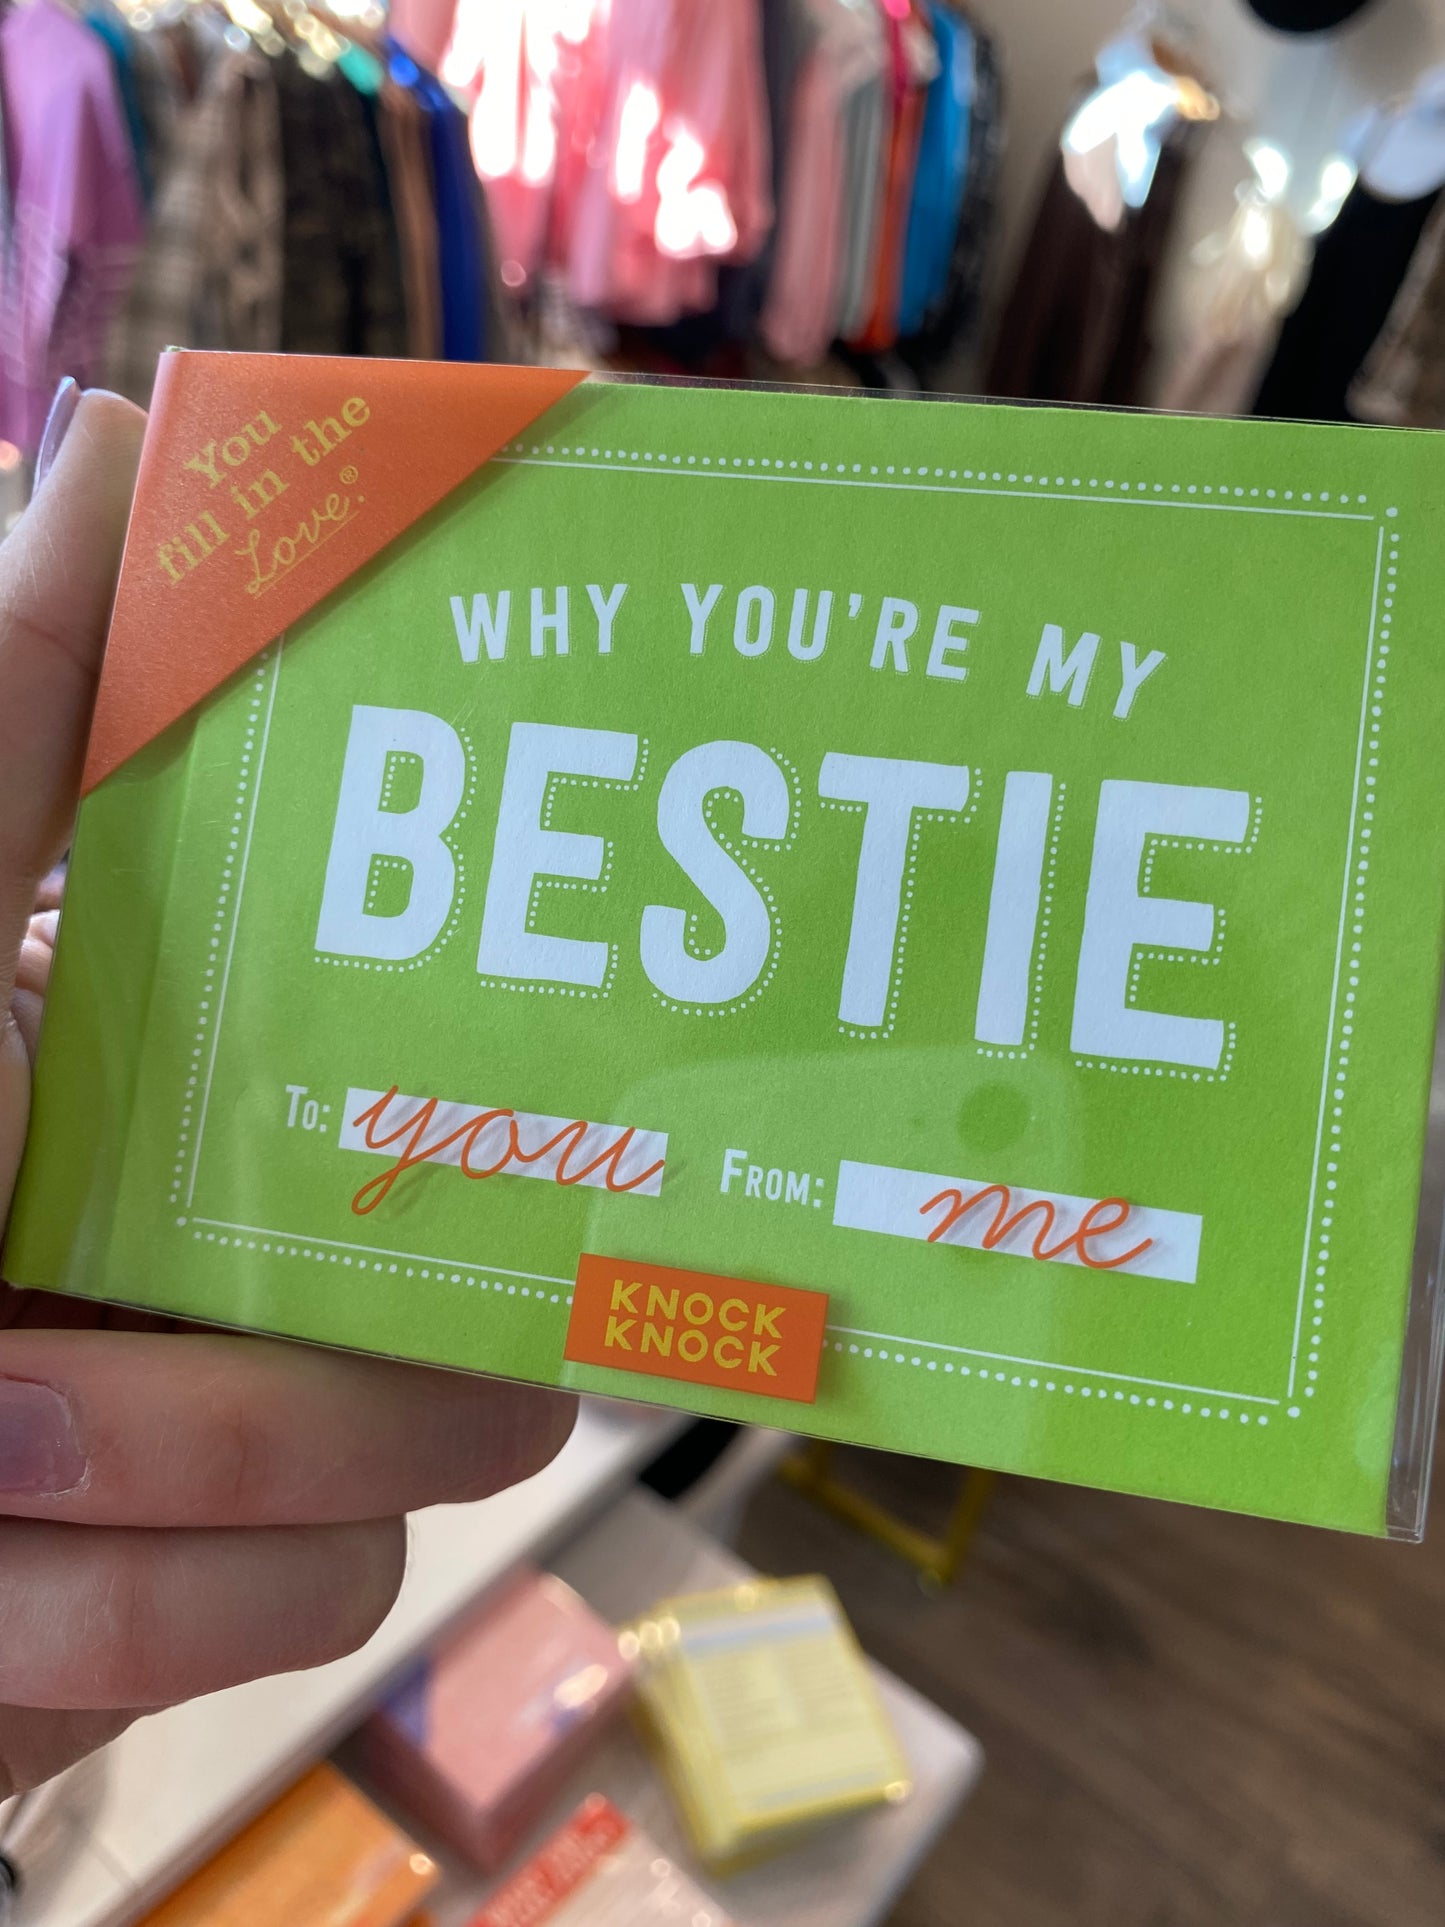 You
fill in the
Love.®
WHY YOU'RE MY
BESTIE
To: you From: me
KNOCK
KNOCK